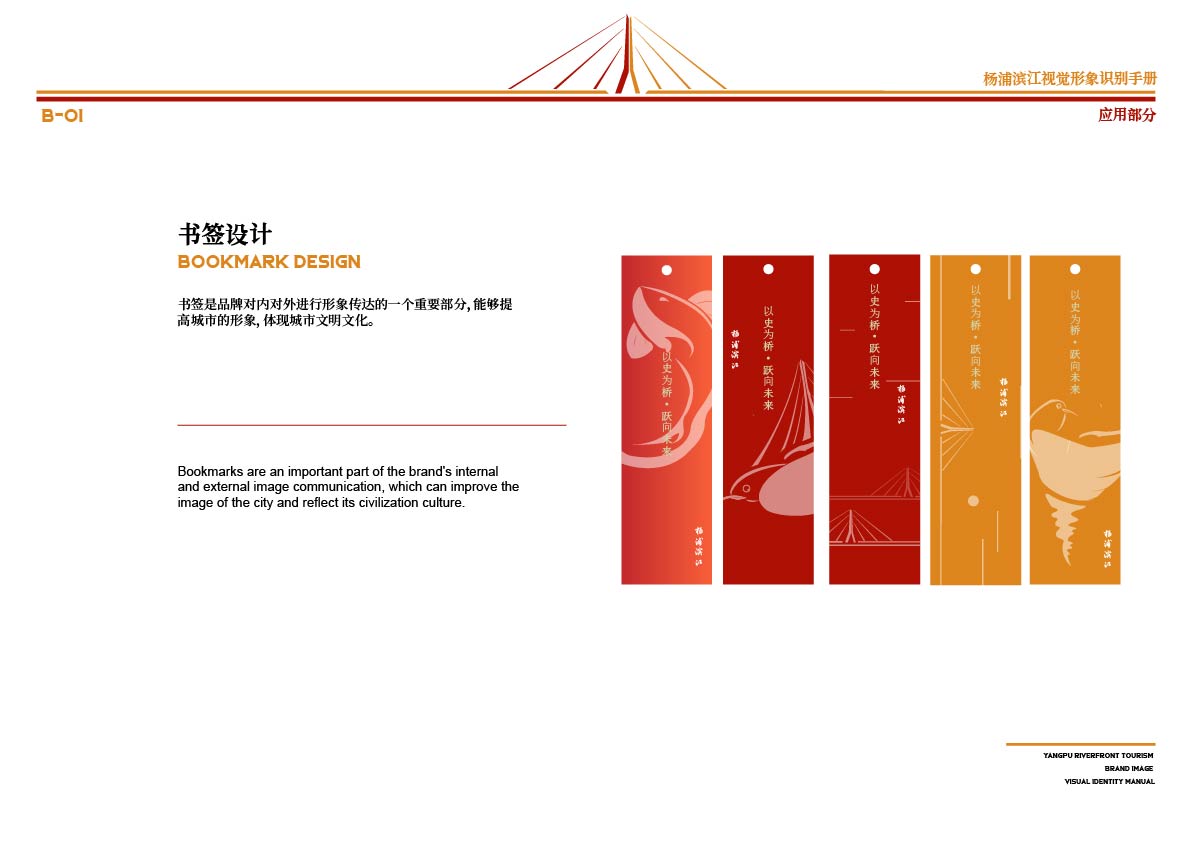 杨浦滨江视觉形象识别手册
B-01
应用部分
书签设计
BOOKMARK DESIGN
书签是品牌对内对外进行形象传达的一个重要部分,能够提
高城市的形象,体现城市文明文化。
Bookmarks are an important part of the brand's internal
and external image communication, which can improve the
image of the city and reflect its civilization culture.
以史为桥·跃向未来
杨浦滨江
以史为桥·跃向未来
杨浦滨江
以史为桥·跃向未来
杨浦滨江
以史为桥·跃向未来
杨浦滨江
以史为桥·跃向未来
杨浦滨江
YANGPU RIVERFRONT TOURISM
BRAND IMAGE
VISUAL IDENTITY MANUAL